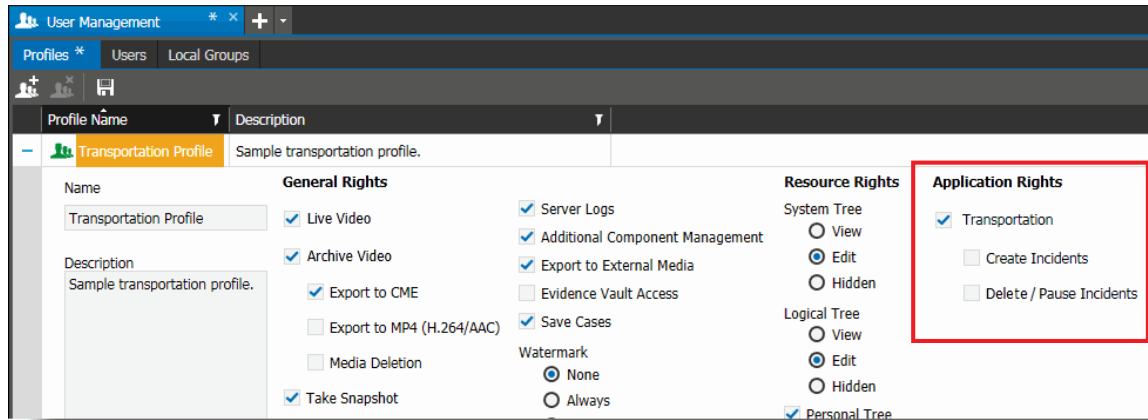 User Management * ×
Profiles * Users Local Groups
Profile Name Description
Transportation Profile Sample transportation profile.
Name
Transportation Profile
Description
Sample transportation profile.
General Rights
Live Video
Archive Video
Export to CME
Export to MP4 (H.264/AAC)
Media Deletion
Take Snapshot
Server Logs
Additional Component Management
Export to External Media
Evidence Vault Access
Save Cases
Watermark
None
Always
Resource Rights
System Tree
View
Edit
Hidden
Logical Tree
View
Edit
Hidden
Personal Tree
Application Rights
Transportation
Create Incidents
Delete / Pause Incidents